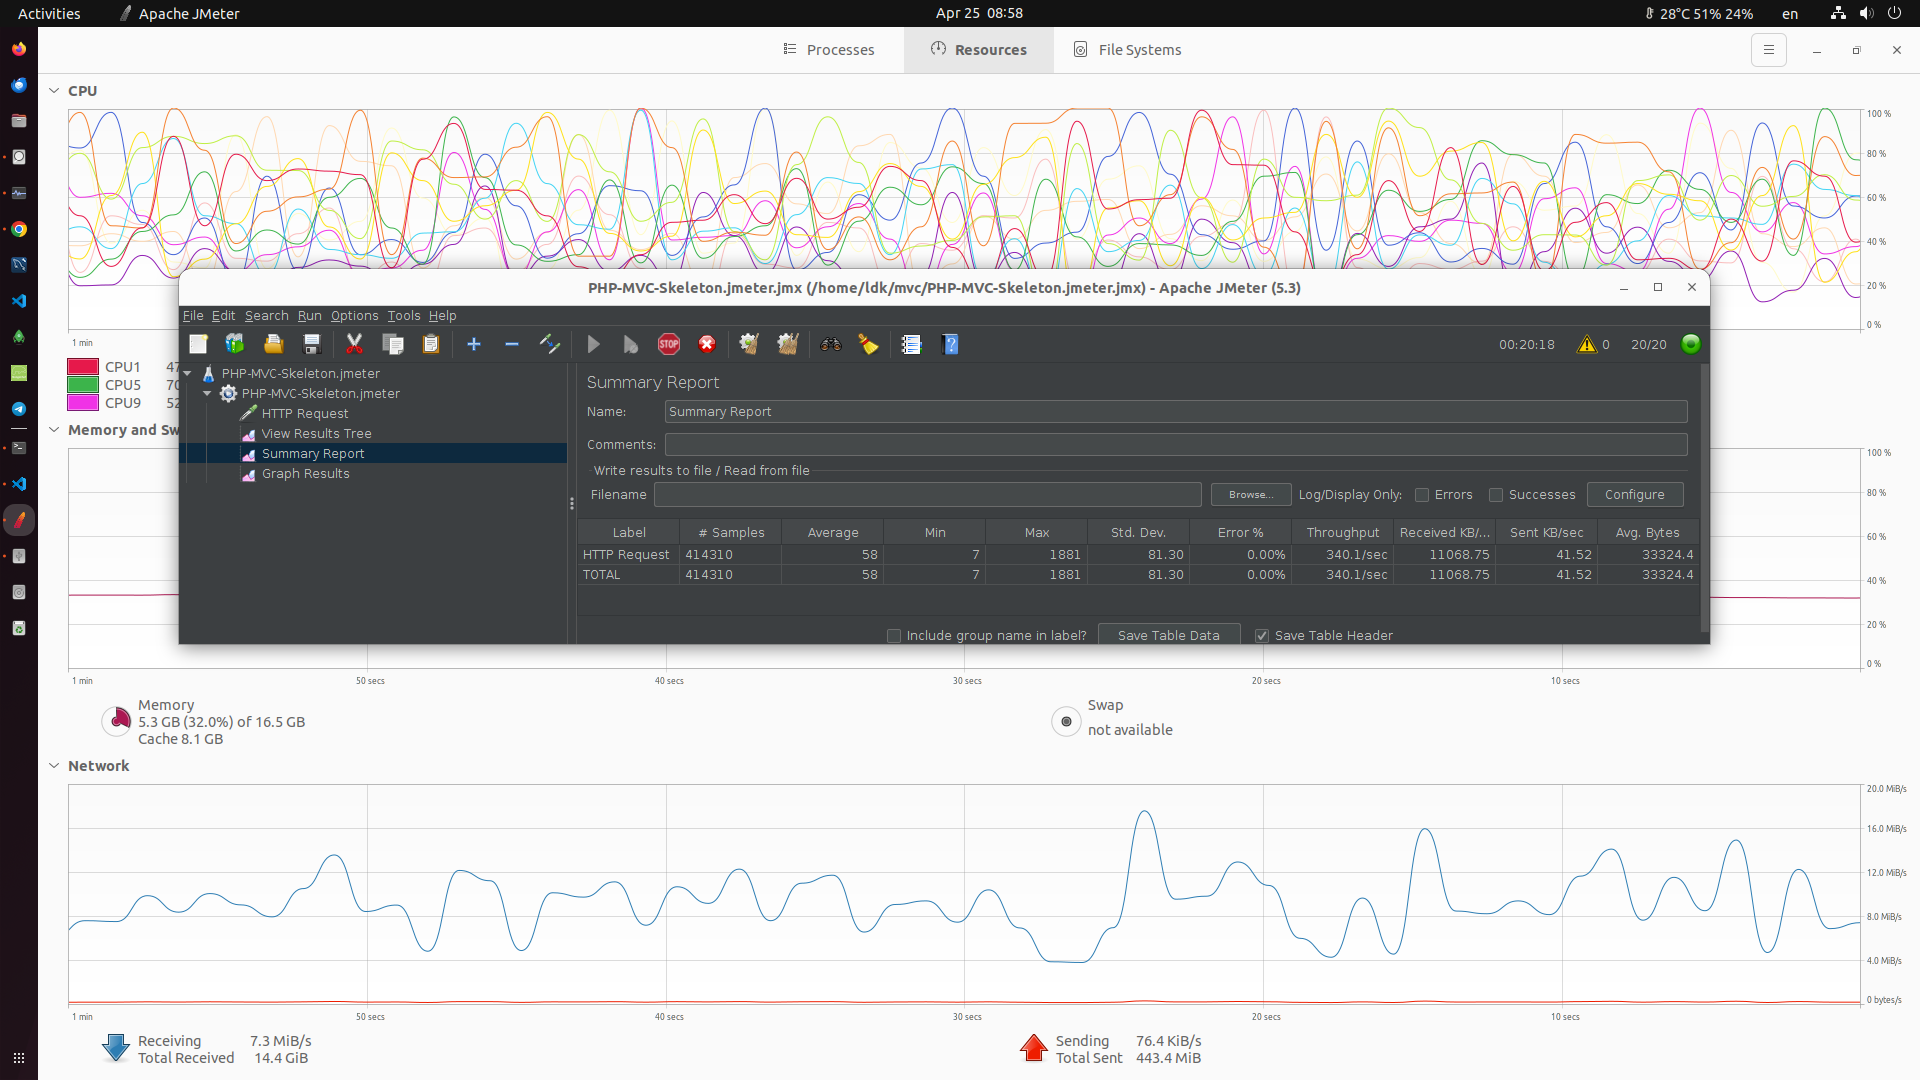 Activities Apache JMeter Apr 25 08:58 28°C 51% 24% en
Processes Resources File Systems
CPU
100 %
80 %
60 %
40 %
20 %
0 %
1 min
CPU1 47
CPU5 70
CPU9 52
PHP-MVC-Skeleton.jmeter.jmx (/home/ldk/mvc/PHP-MVC-Skeleton.jmeter.jmx) - Apache JMeter (5.3)
File Edit Search Run Options Tools Help
STOP 00:20:18 0 20/20
PHP-MVC-Skeleton.jmeter
PHP-MVC-Skeleton.jmeter
HTTP Request
View Results Tree
Summary Report
Graph Results
Summary Report
Name: Summary Report
Comments:
Write results to file / Read from file
Filename Browse... Log/Display Only: Errors Successes Configure
Label # Samples Average Min Max Std. Dev. Error % Throughput Received KB/... Sent KB/sec Avg. Bytes
HTTP Request 414310 58 7 1881 81.30 0.00% 340.1/sec 11068.75 41.52 33324.4
TOTAL 414310 58 7 1881 81.30 0.00% 340.1/sec 11068.75 41.52 33324.4
Include group name in label? Save Table Data Save Table Header
Memory and Sw
100 %
80 %
60 %
40 %
20 %
0 %
1 min 50 secs 40 secs 30 secs 20 secs 10 secs
Memory
5.3 GB (32.0%) of 16.5 GB
Cache 8.1 GB
Swap
not available
Network
20.0 MiB/s
16.0 MiB/s
12.0 MiB/s
8.0 MiB/s
4.0 MiB/s
0 bytes/s
1 min 50 secs 40 secs 30 secs 20 secs 10 secs
Receiving 7.3 MiB/s
Total Received 14.4 GiB
Sending 76.4 KiB/s
Total Sent 443.4 MiB